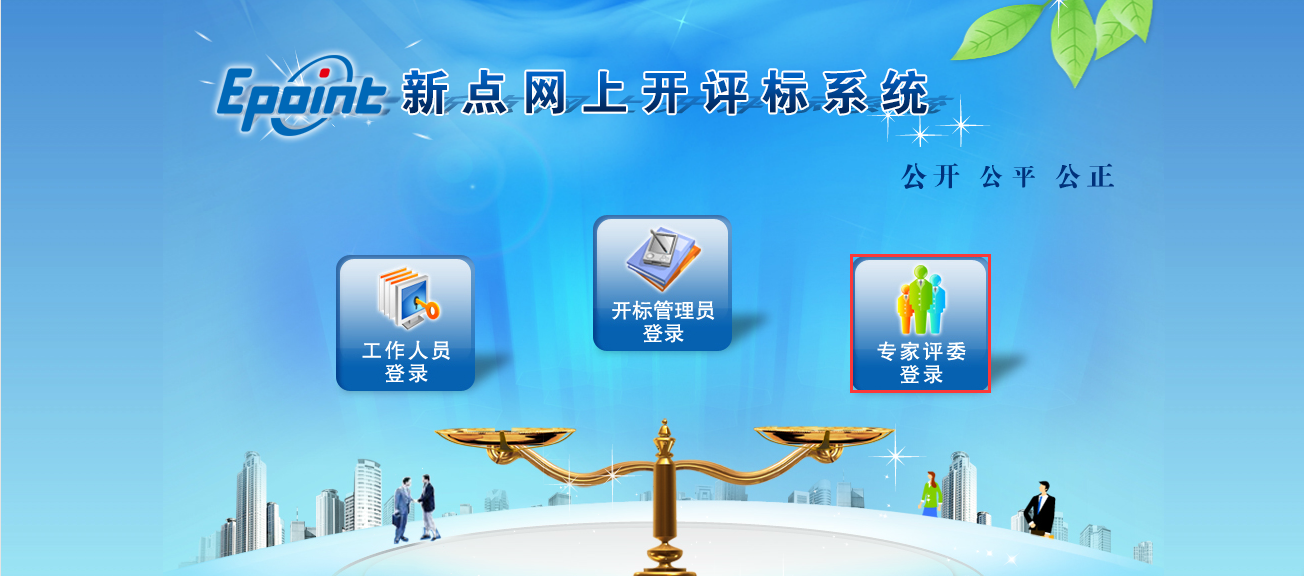 Epoint 新点网上开评标系统
公开 公平 公正
工作人员
登录
开标管理员
登录
专家评委
登录